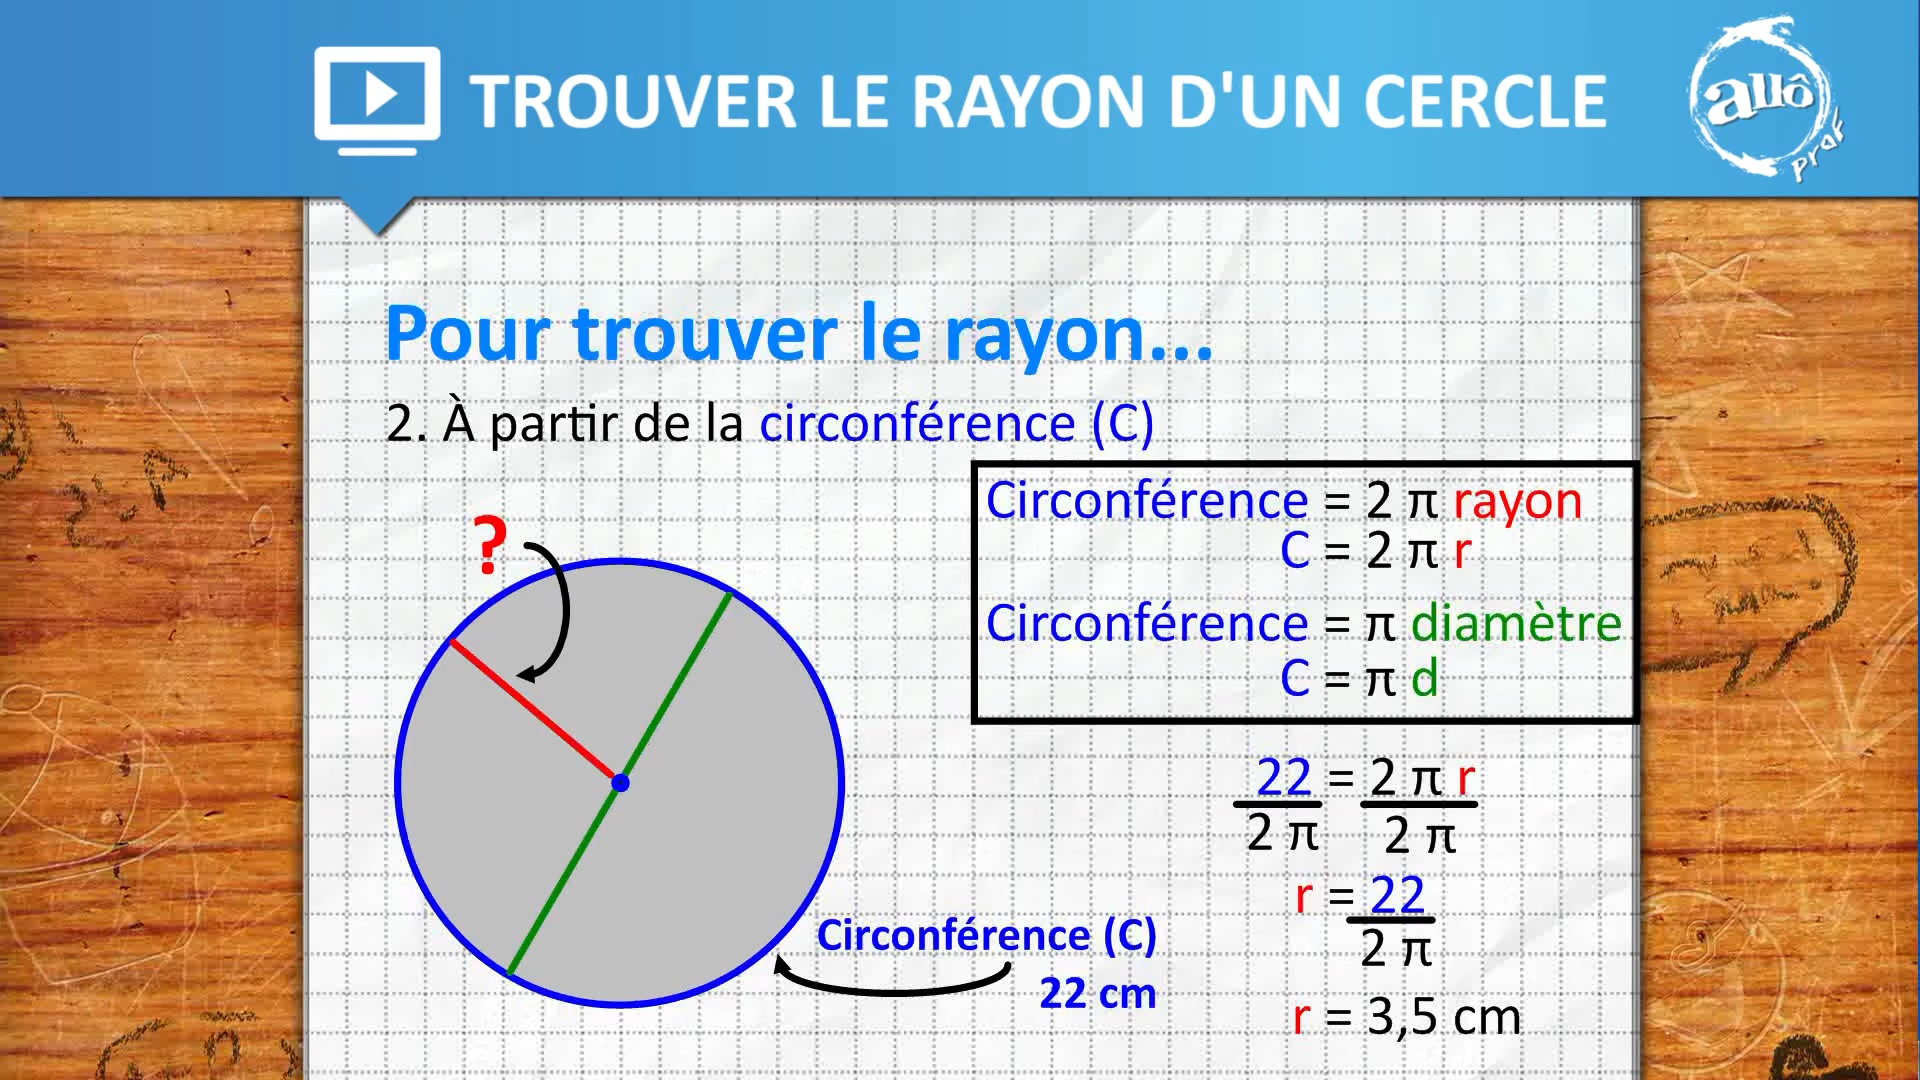 TROUVER LE RAYON D'UN CERCLE
allô
prof
Pour trouver le rayon...
2. À partir de la circonférence (C)
Circonférence = 2 π rayon
C = 2 π r
Circonférence = π diamètre
C = π d
?
22 = 2 π r
2 π 2 π
r = 22
2 π
r = 3,5 cm
Circonférence (C)
22 cm